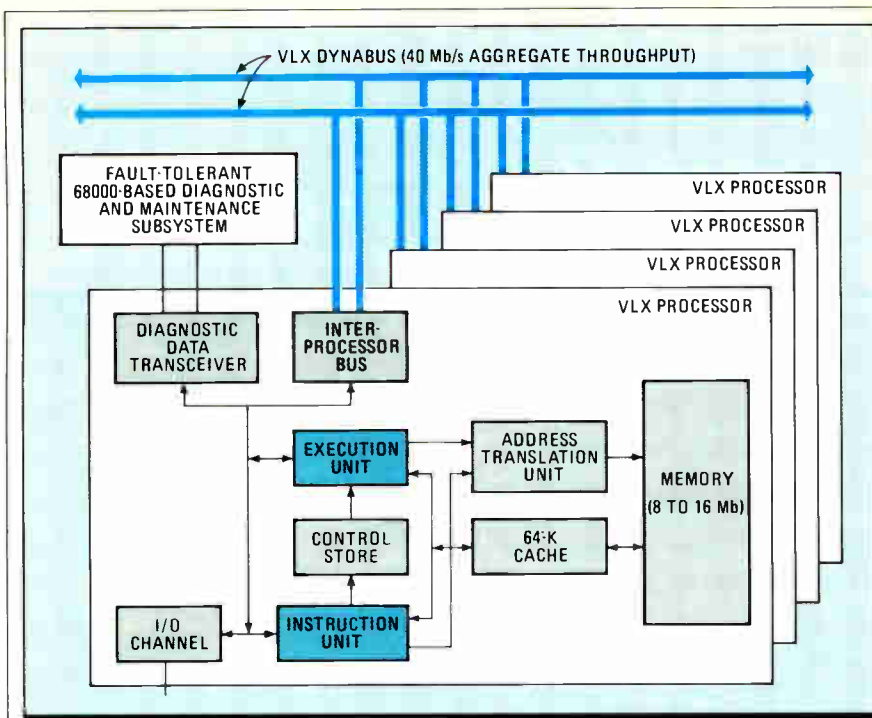 VLX DYNABUS (40 Mb/s AGGREGATE THROUGHPUT)
FAULT-TOLERANT
68000-BASED DIAGNOSTIC
AND MAINTENANCE
SUBSYSTEM
VLX PROCESSOR
VLX PROCESSOR
VLX PROCESSOR
VLX PROCESSOR
DIAGNOSTIC
DATA
TRANSCEIVER
INTER-
PROCESSOR
BUS
EXECUTION
UNIT
ADDRESS
TRANSLATION
UNIT
MEMORY
(8 TO 16 Mb)
CONTROL
STORE
64-K
CACHE
I/O
CHANNEL
INSTRUCTION
UNIT